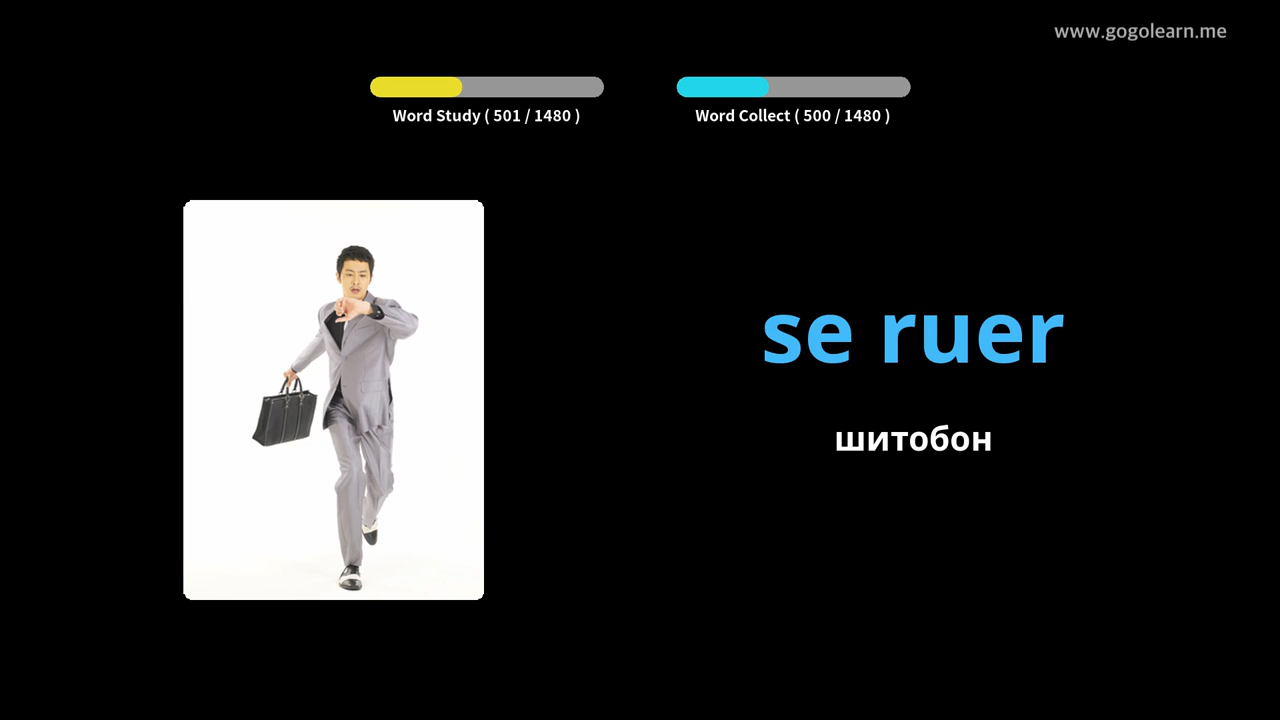 www.gogolearn.me
Word Study ( 501 / 1480 )
Word Collect ( 500 / 1480 )
se ruer
шитобон